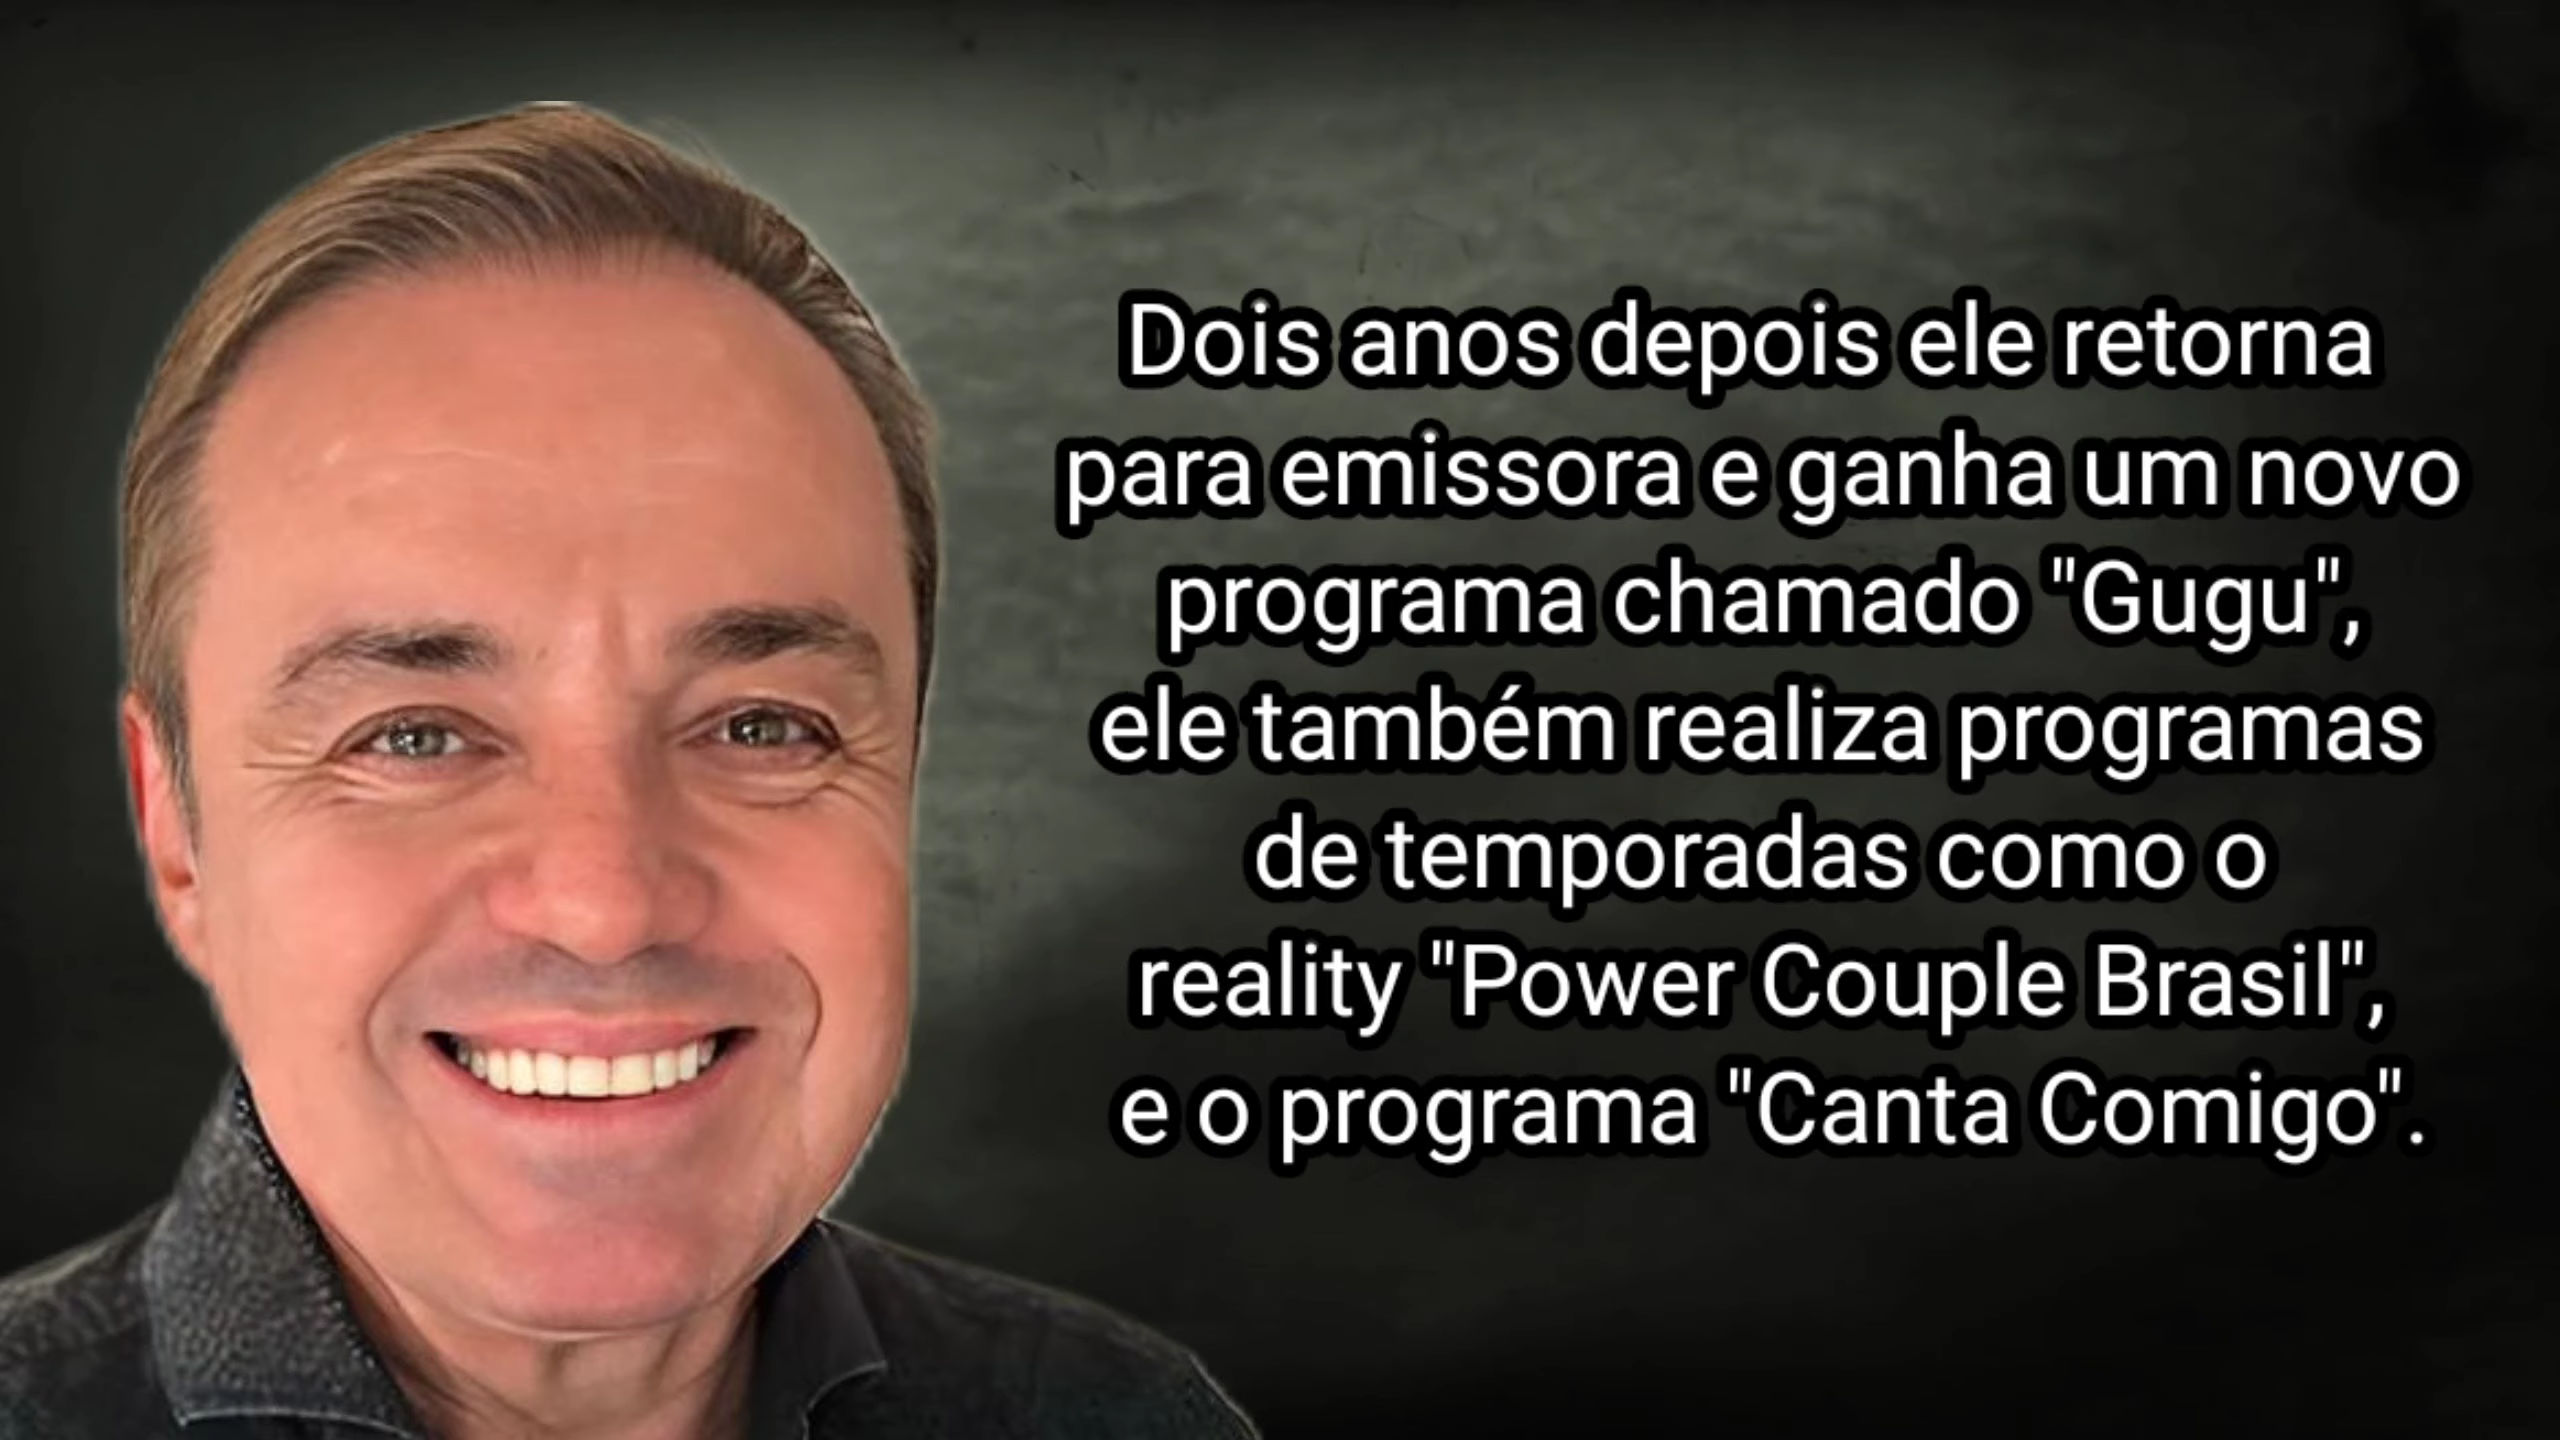 Dois anos depois ele retorna
para emissora e ganha um novo
programa chamado "Gugu",
ele também realiza programas
de temporadas como o
reality "Power Couple Brasil",
e o programa "Canta Comigo".